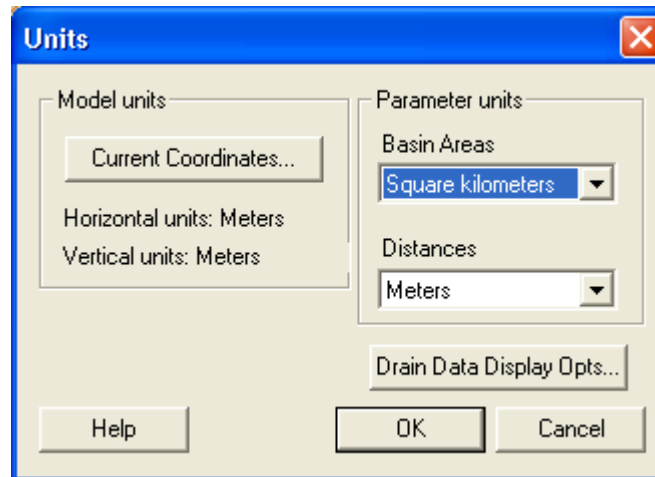 Units
Model units
Current Coordinates...
Horizontal units: Meters
Vertical units: Meters
Parameter units
Basin Areas
Square kilometers
Distances
Meters
Drain Data Display Opts...
Help
OK
Cancel